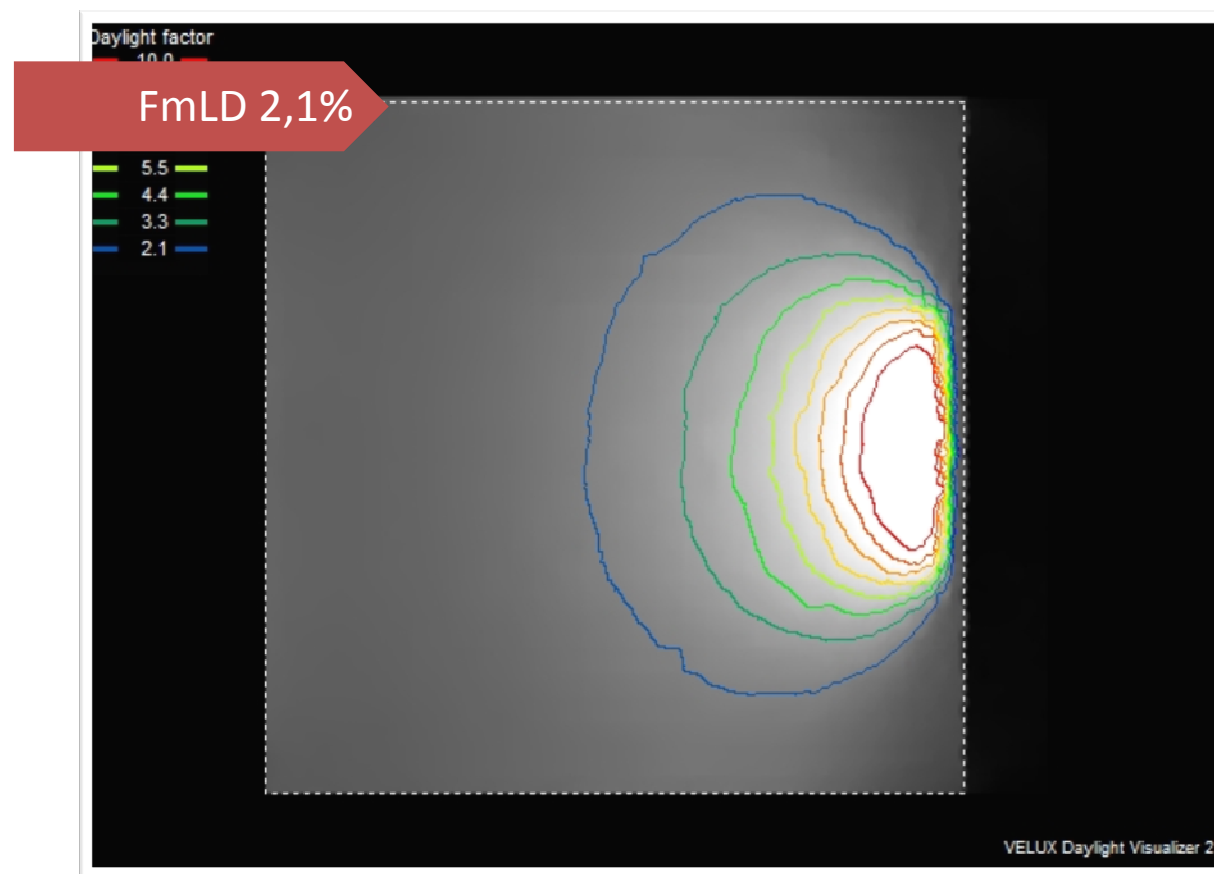 Daylight factor
10.0
FmLD 2,1%
5.5
4.4
3.3
2.1
VELUX Daylight Visualizer 2